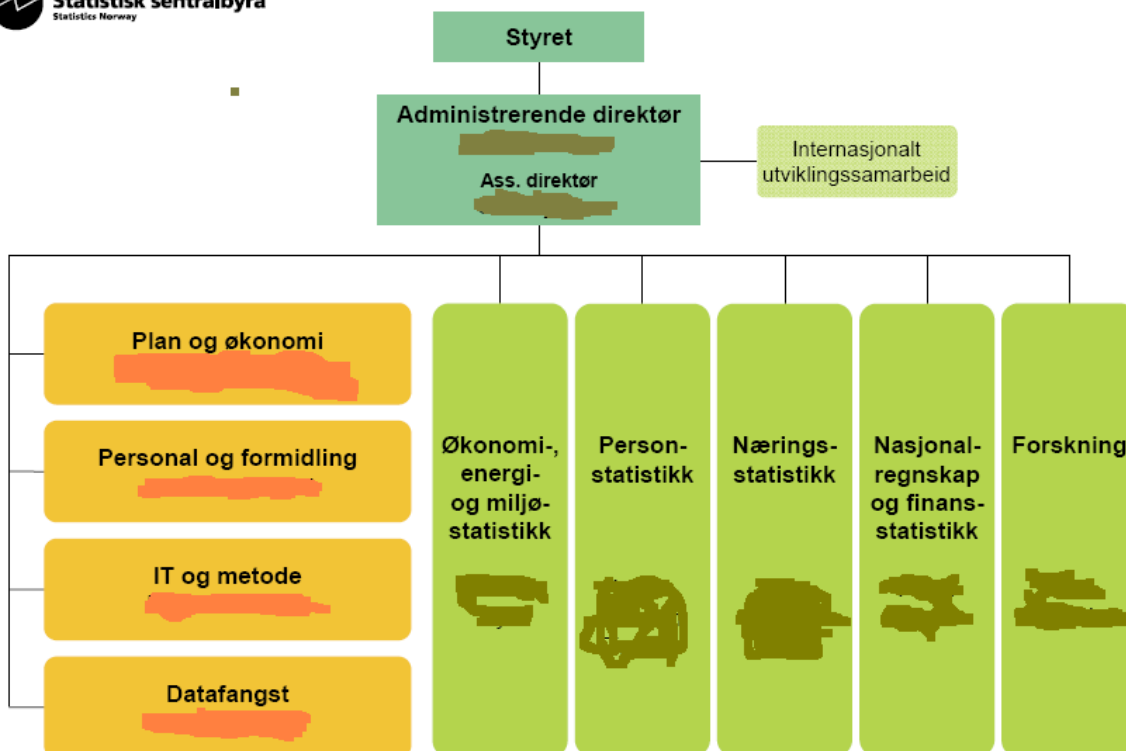 Statistisk sentralbyrå
Statistics Norway
Styret
Administrerende direktør
Ass. direktør
Internasjonalt
utviklingssamarbeid
Plan og økonomi
Personal og formidling
IT og metode
Datafangst
Økonomi-,
energi-
og miljø-
statistikk
Person-
statistikk
Nærings-
statistikk
Nasjonal-
regnskap
og finans-
statistikk
Forskning